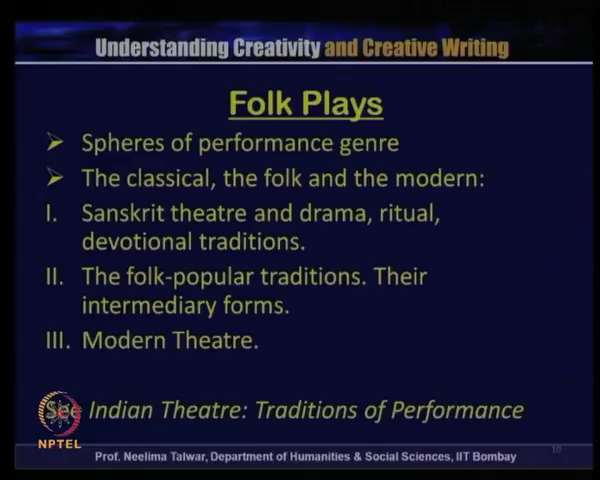 Understanding Creativity and Creative Writing
Folk Plays
➤ Spheres of performance genre
➤ The classical, the folk and the modern:
I. Sanskrit theatre and drama, ritual,
devotional traditions.
II. The folk-popular traditions. Their
intermediary forms.
III. Modern Theatre.
See Indian Theatre: Traditions of Performance
NPTEL
Prof. Neelima Talwar, Department of Humanities & Social Sciences, IIT Bombay
10